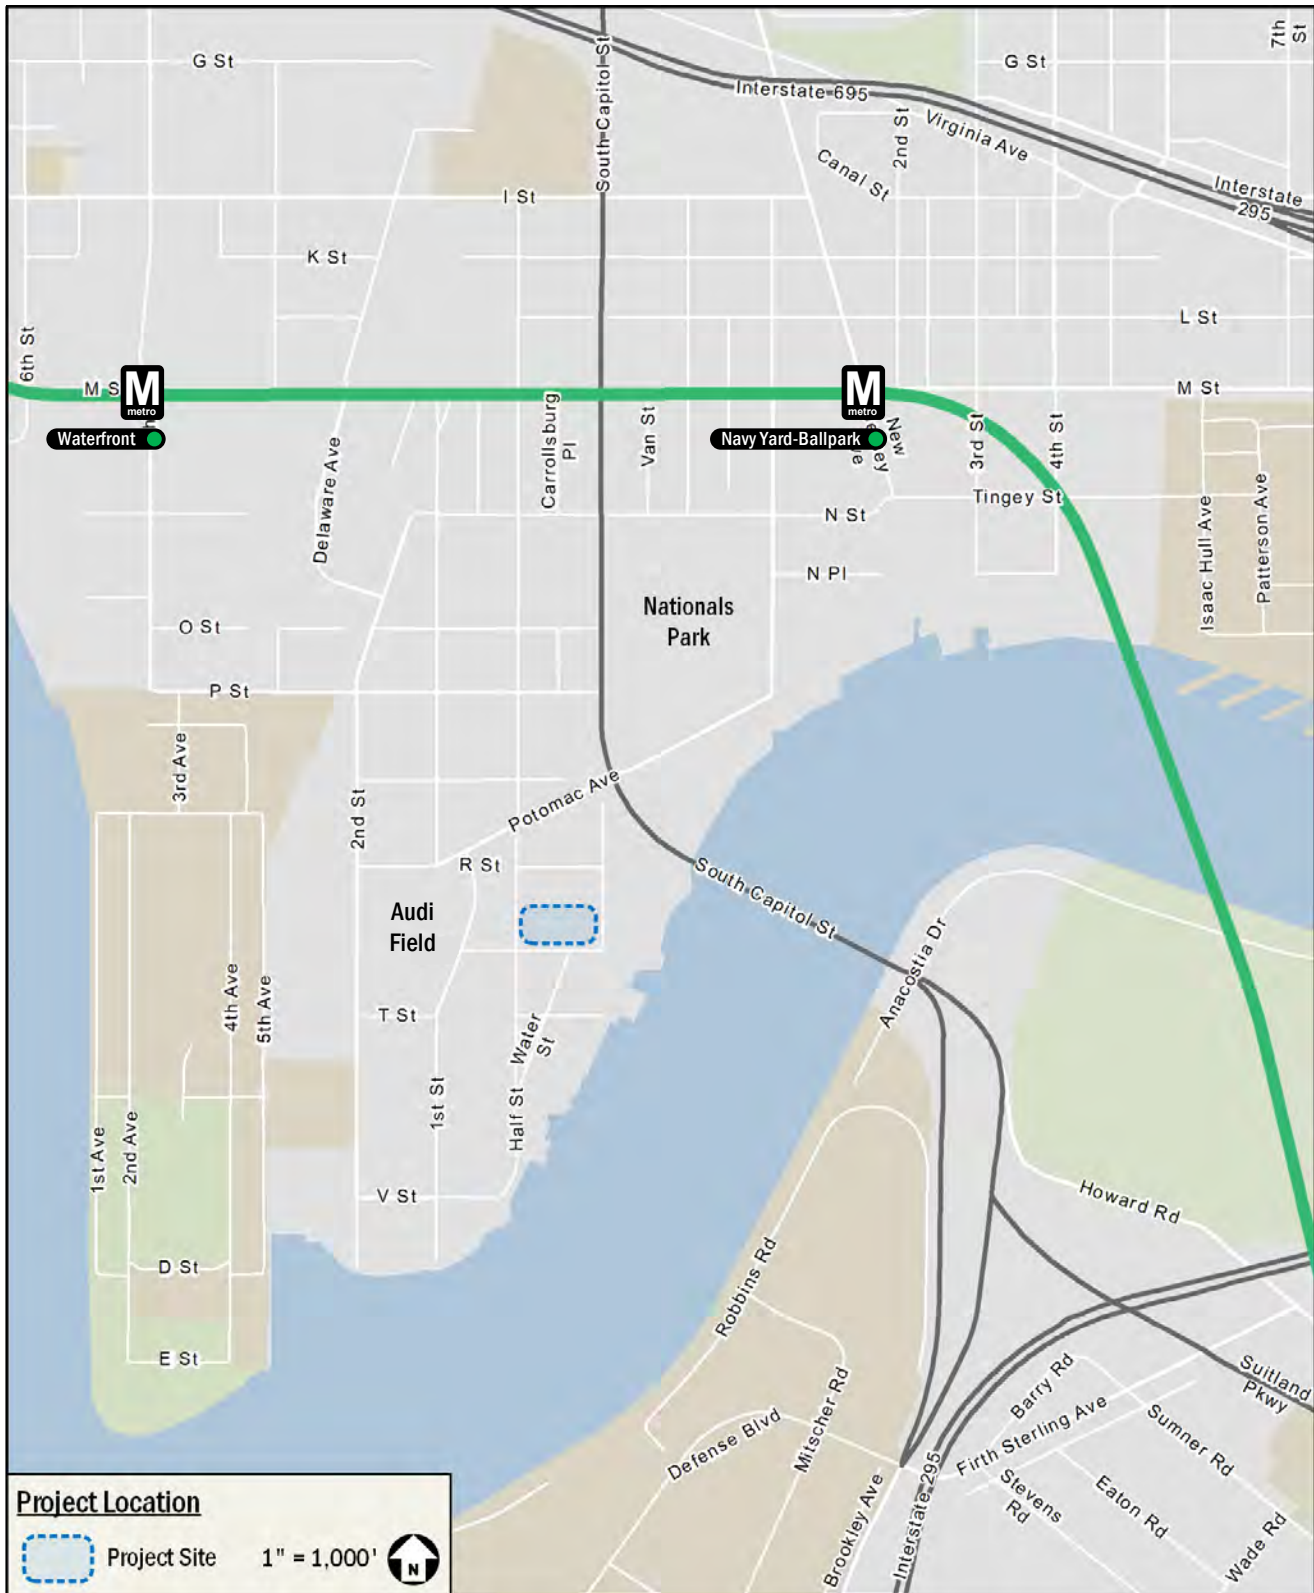 7th
St
G St
South Capitol St
G St
Interstate 695
2nd St
Virginia Ave
Canal St
Interstate
295
I St
K St
L St
6th St
M S
M
metro
M
metro
M St
Waterfront
h
Navy Yard-Ballpark
New
ve
Carrollsburg
Pl
Van St
3rd St
4th St
Delaware Ave
Tingey St
N St
Isaac Hull Ave
Patterson Ave
N Pl
Nationals
Park
O St
P St
3rd Ave
2nd St
Potomac Ave
R St
South Capitol St
Audi
Field
Anacostia Dr
4th Ave
5th Ave
T St
Water
St
1st St
Half St
1st Ave
2nd Ave
V St
Howard Rd
D St
Robbins Rd
E St
Suitland
Pkwy
Barry Rd
Mitscher Rd
Firth Sterling Ave
Sumner Rd
Defense Blvd
Stevens
Rd
Eaton Rd
Wade Rd
Brookley Ave
Interstate 295
Project Location
Project Site
1" = 1,000'
N